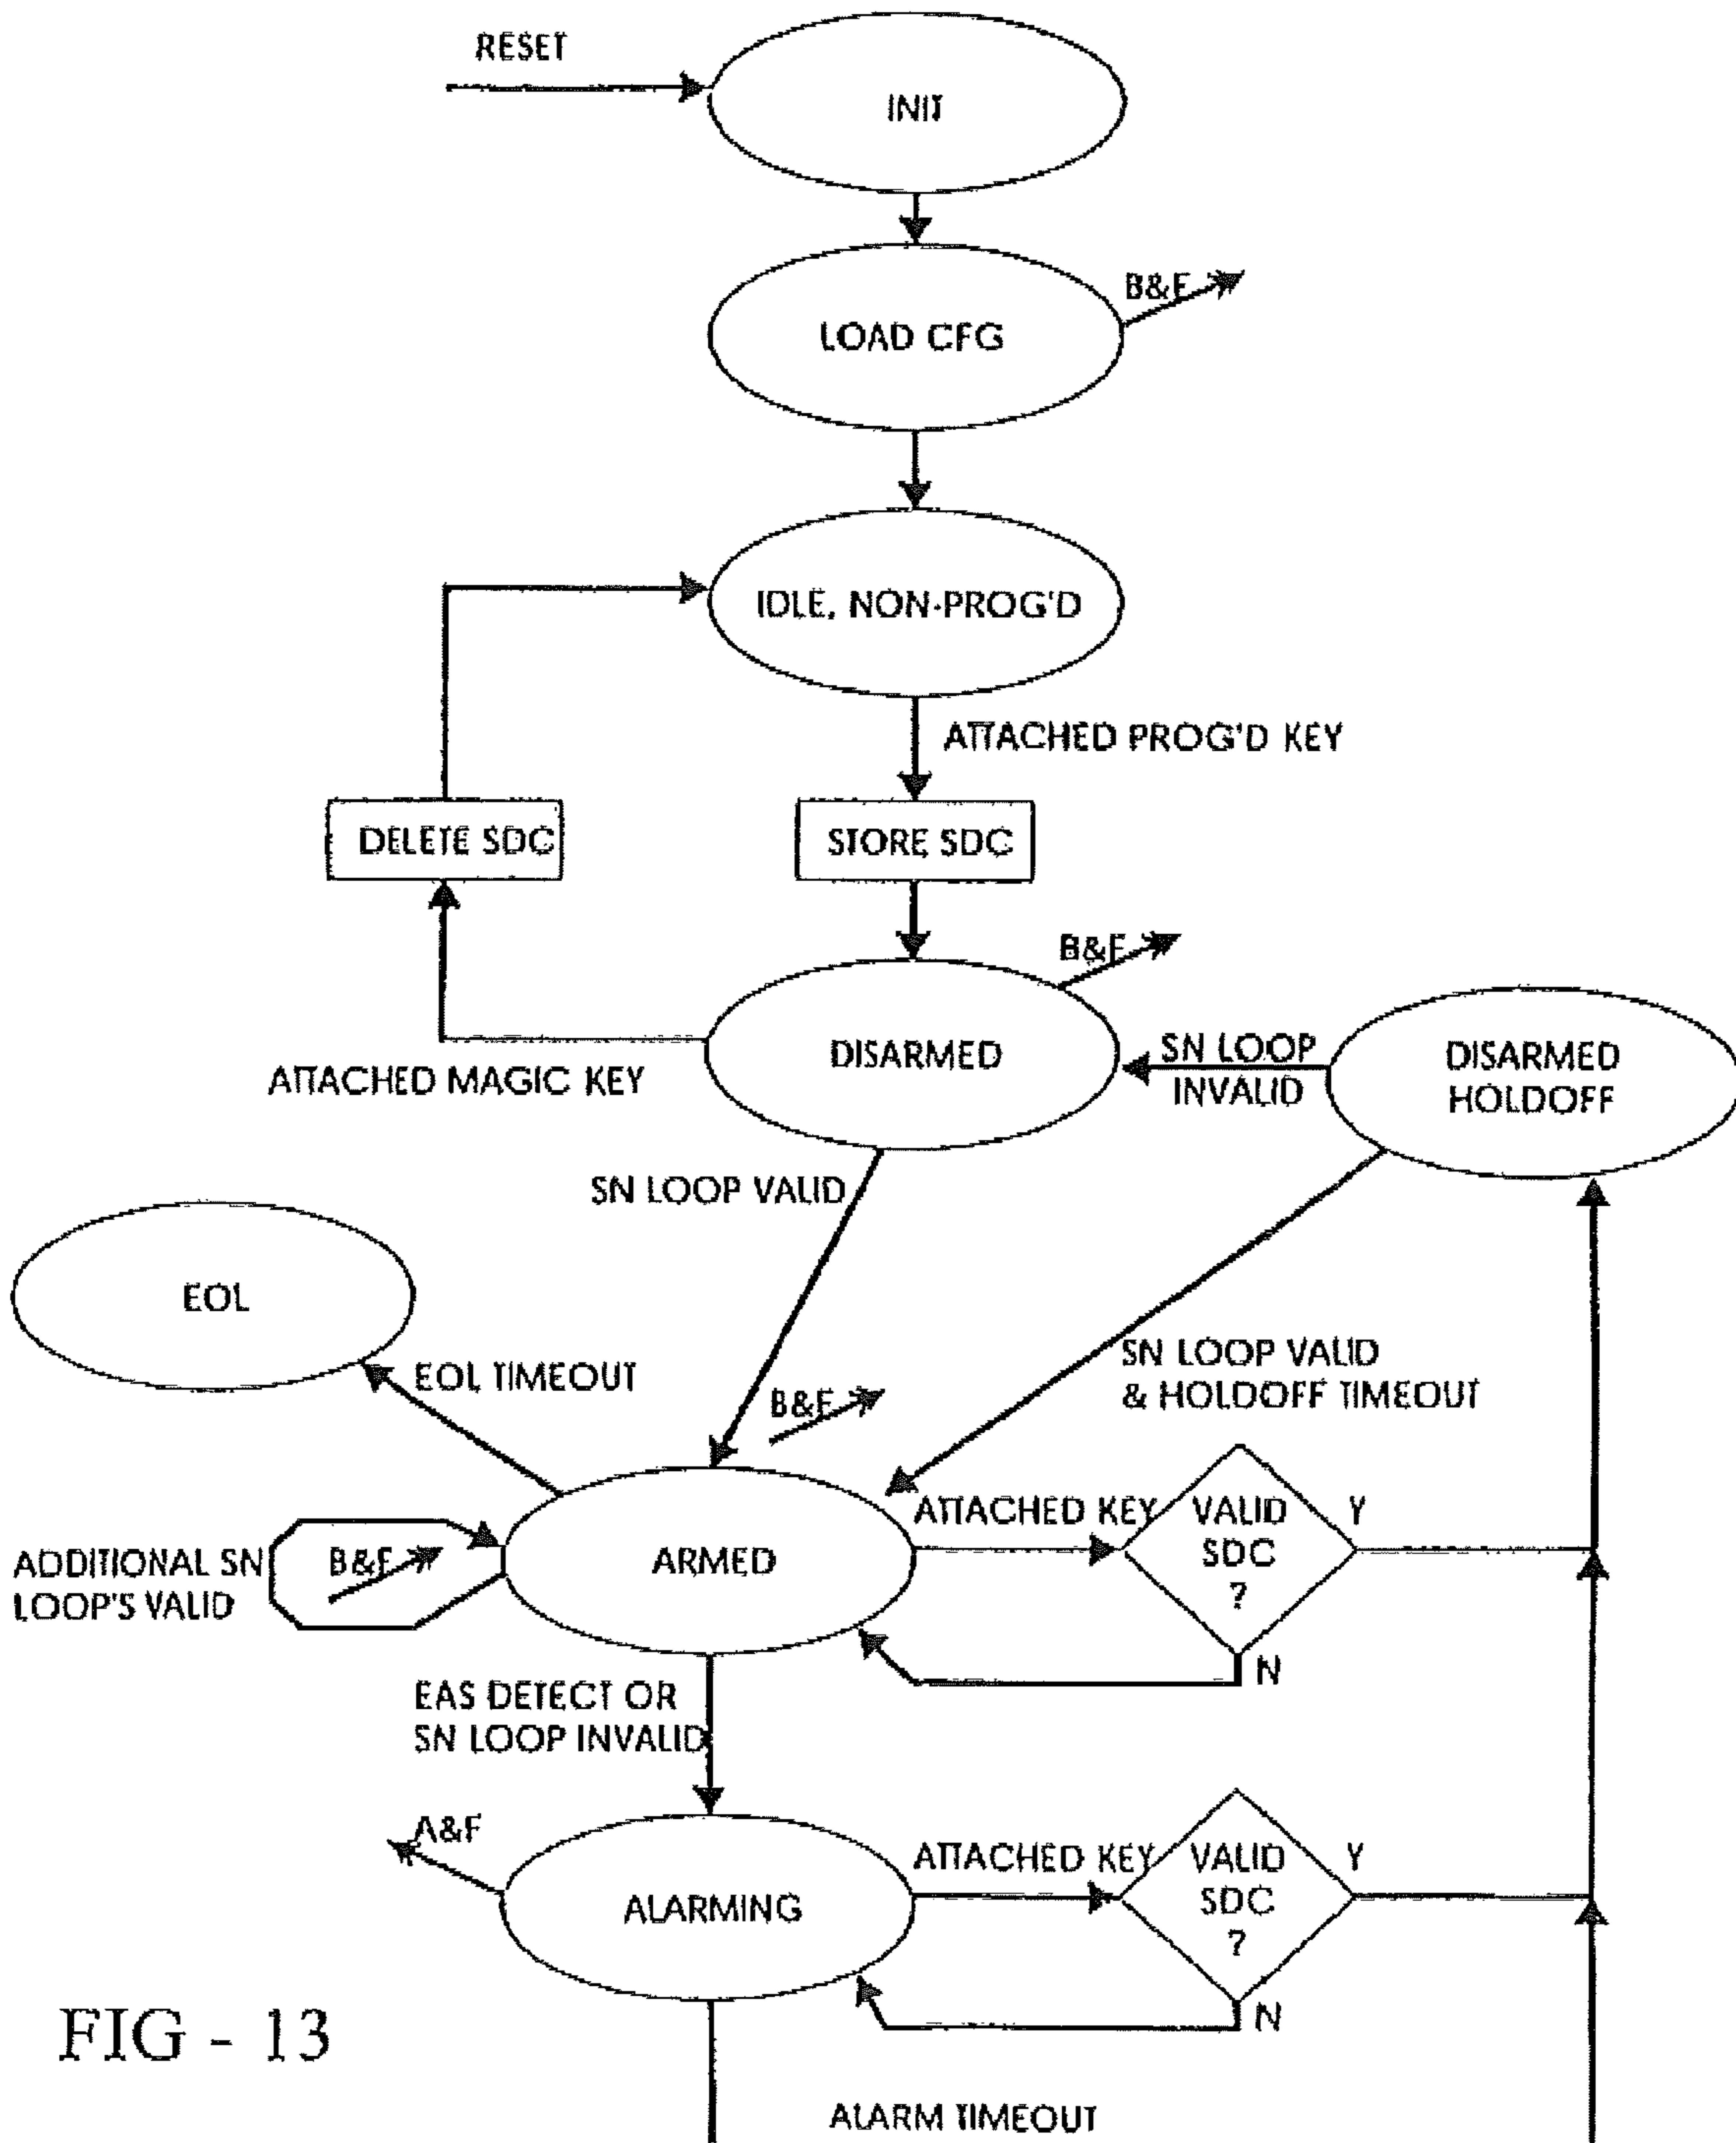 RESET
INIT
B&F
LOAD CFG
IDLE, NON-PROG'D
ATTACHED PROG'D KEY
DELETE SDC
STORE SDC
B&F
DISARMED
SN LOOP
INVALID
DISARMED
HOLDOFF
ATTACHED MAGIC KEY
SN LOOP VALID
EOL
EOL TIMEOUT
SN LOOP VALID
& HOLDOFF TIMEOUT
B&F
ATTACHED KEY
VALID
SDC
?
Y
N
ADDITIONAL SN
LOOP'S VALID
B&F
ARMED
EAS DETECT OR
SN LOOP INVALID
A&F
ALARMING
ATTACHED KEY
VALID
SDC
?
Y
N
FIG - 13
ALARM TIMEOUT